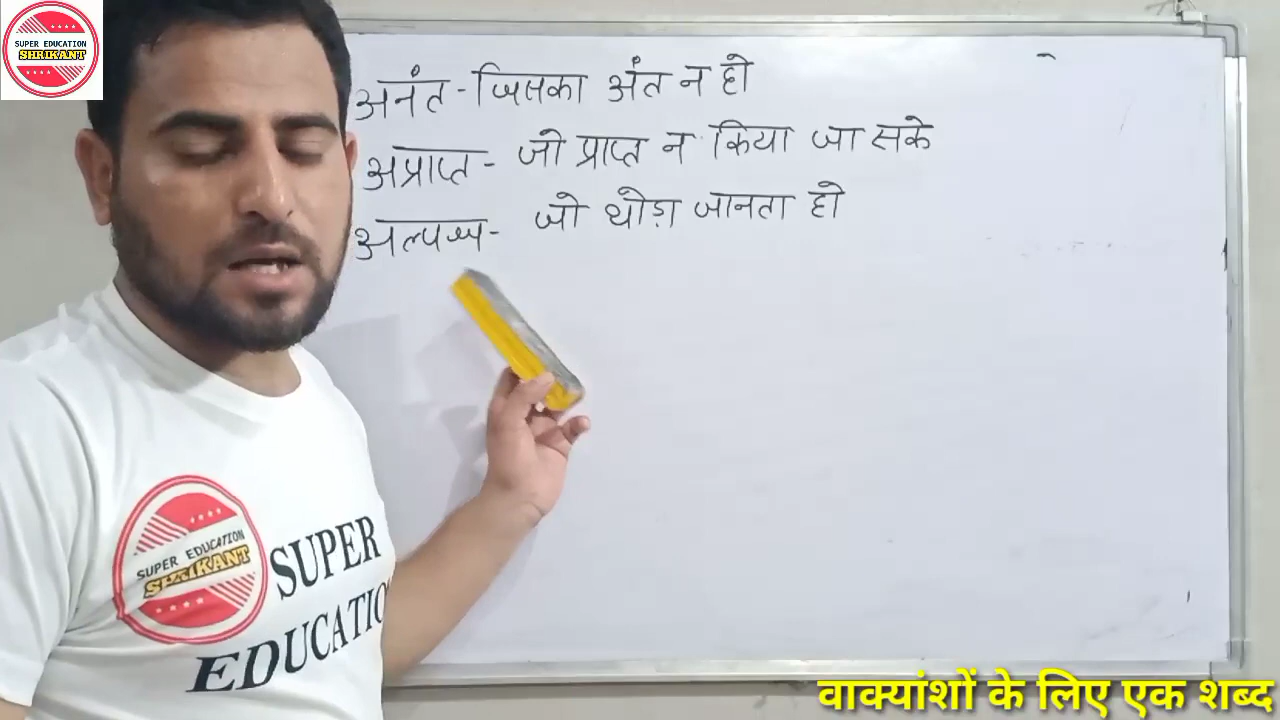 SUPER EDUCATION
SHRIKANT
अनंत - जिसका अंत न हो
अप्राप्त - जो प्राप्त न किया जा सके
अल्पज्ञ - जो थोड़ा जानता हो
SUPER EDUCATION
SHRIKANT
SUPER
EDUCATIO
वाक्यांशों के लिए एक शब्द